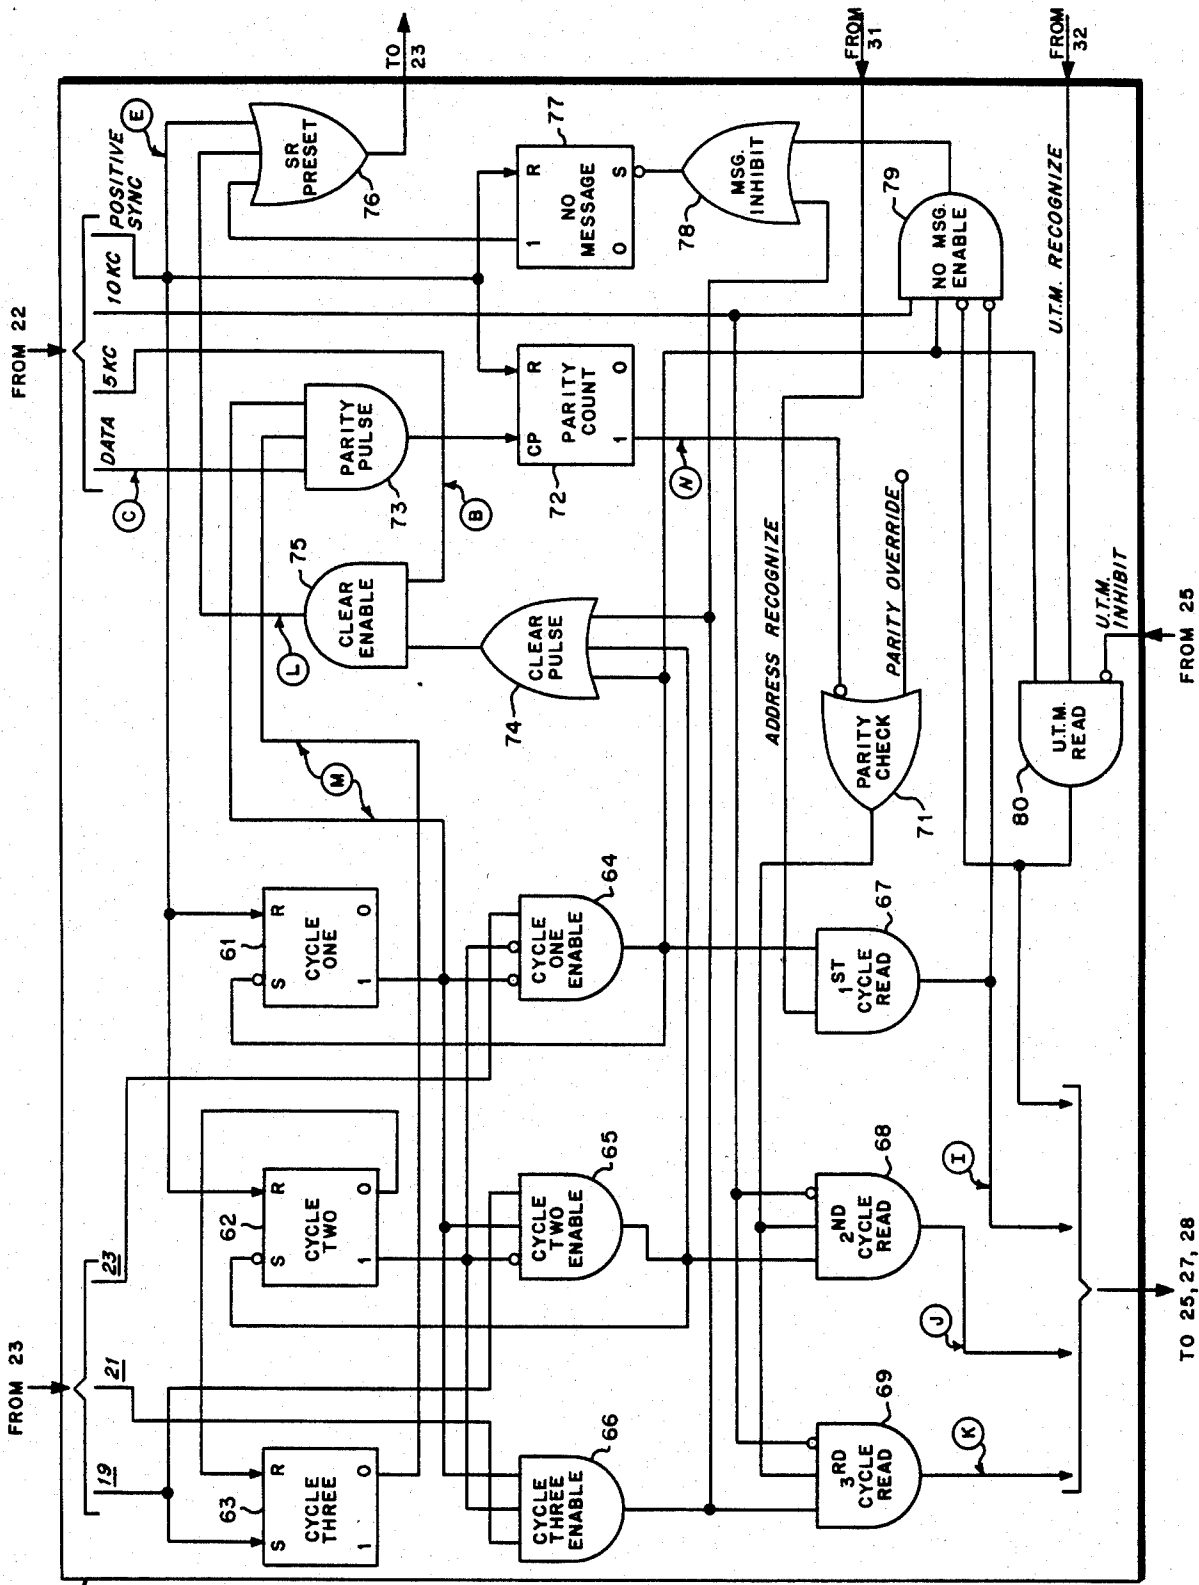 FROM 22
FROM 23
DATA
5KC
10KC
POSITIVE
SYNC
E
C
TO
23
SR
PRESET
76
PARITY
PULSE
73
B
CLEAR
ENABLE
75
L
M
CLEAR
PULSE
74
R
S
CP
PARITY
COUNT
1
0
72
N
R
NO
MESSAGE
1
0
S
77
MSG.
INHIBIT
78
FROM
31
FROM
32
NO MSG.
ENABLE
79
U.T.M. RECOGNIZE
ADDRESS RECOGNIZE
PARITY OVERRIDE
PARITY
CHECK
71
U.T.M.
READ
80
U.T.M.
INHIBIT
FROM 25
19
21
23
S
R
CYCLE
THREE
1
0
63
S
R
CYCLE
TWO
1
0
62
R
CYCLE
ONE
1
0
61
CYCLE
THREE
ENABLE
66
CYCLE
TWO
ENABLE
65
CYCLE
ONE
ENABLE
64
3RD
CYCLE
READ
69
2ND
CYCLE
READ
68
1ST
CYCLE
READ
67
K
J
I
TO 25, 27, 28